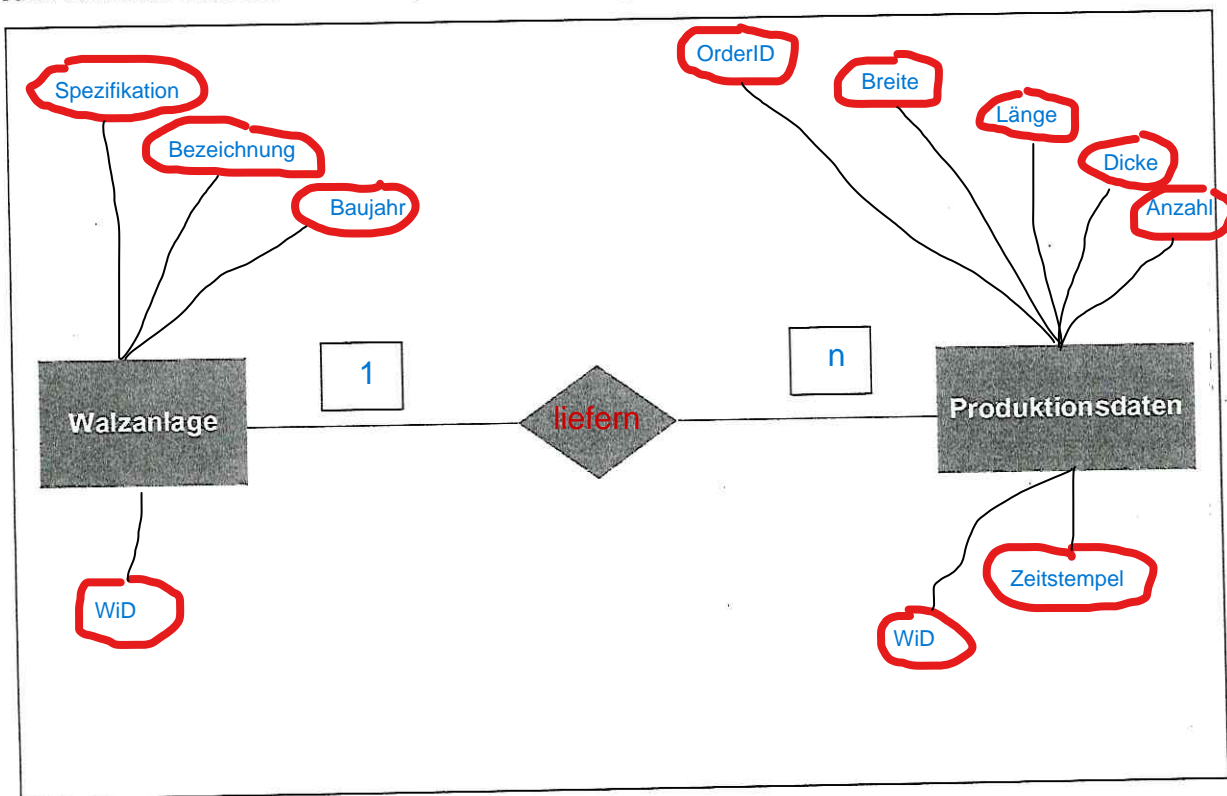 OrderID
Spezifikation
Breite
Länge
Bezeichnung
Dicke
Baujahr
Anzahl
1
n
Walzanlage
liefern
Produktionsdaten
WiD
Zeitstempel
WiD